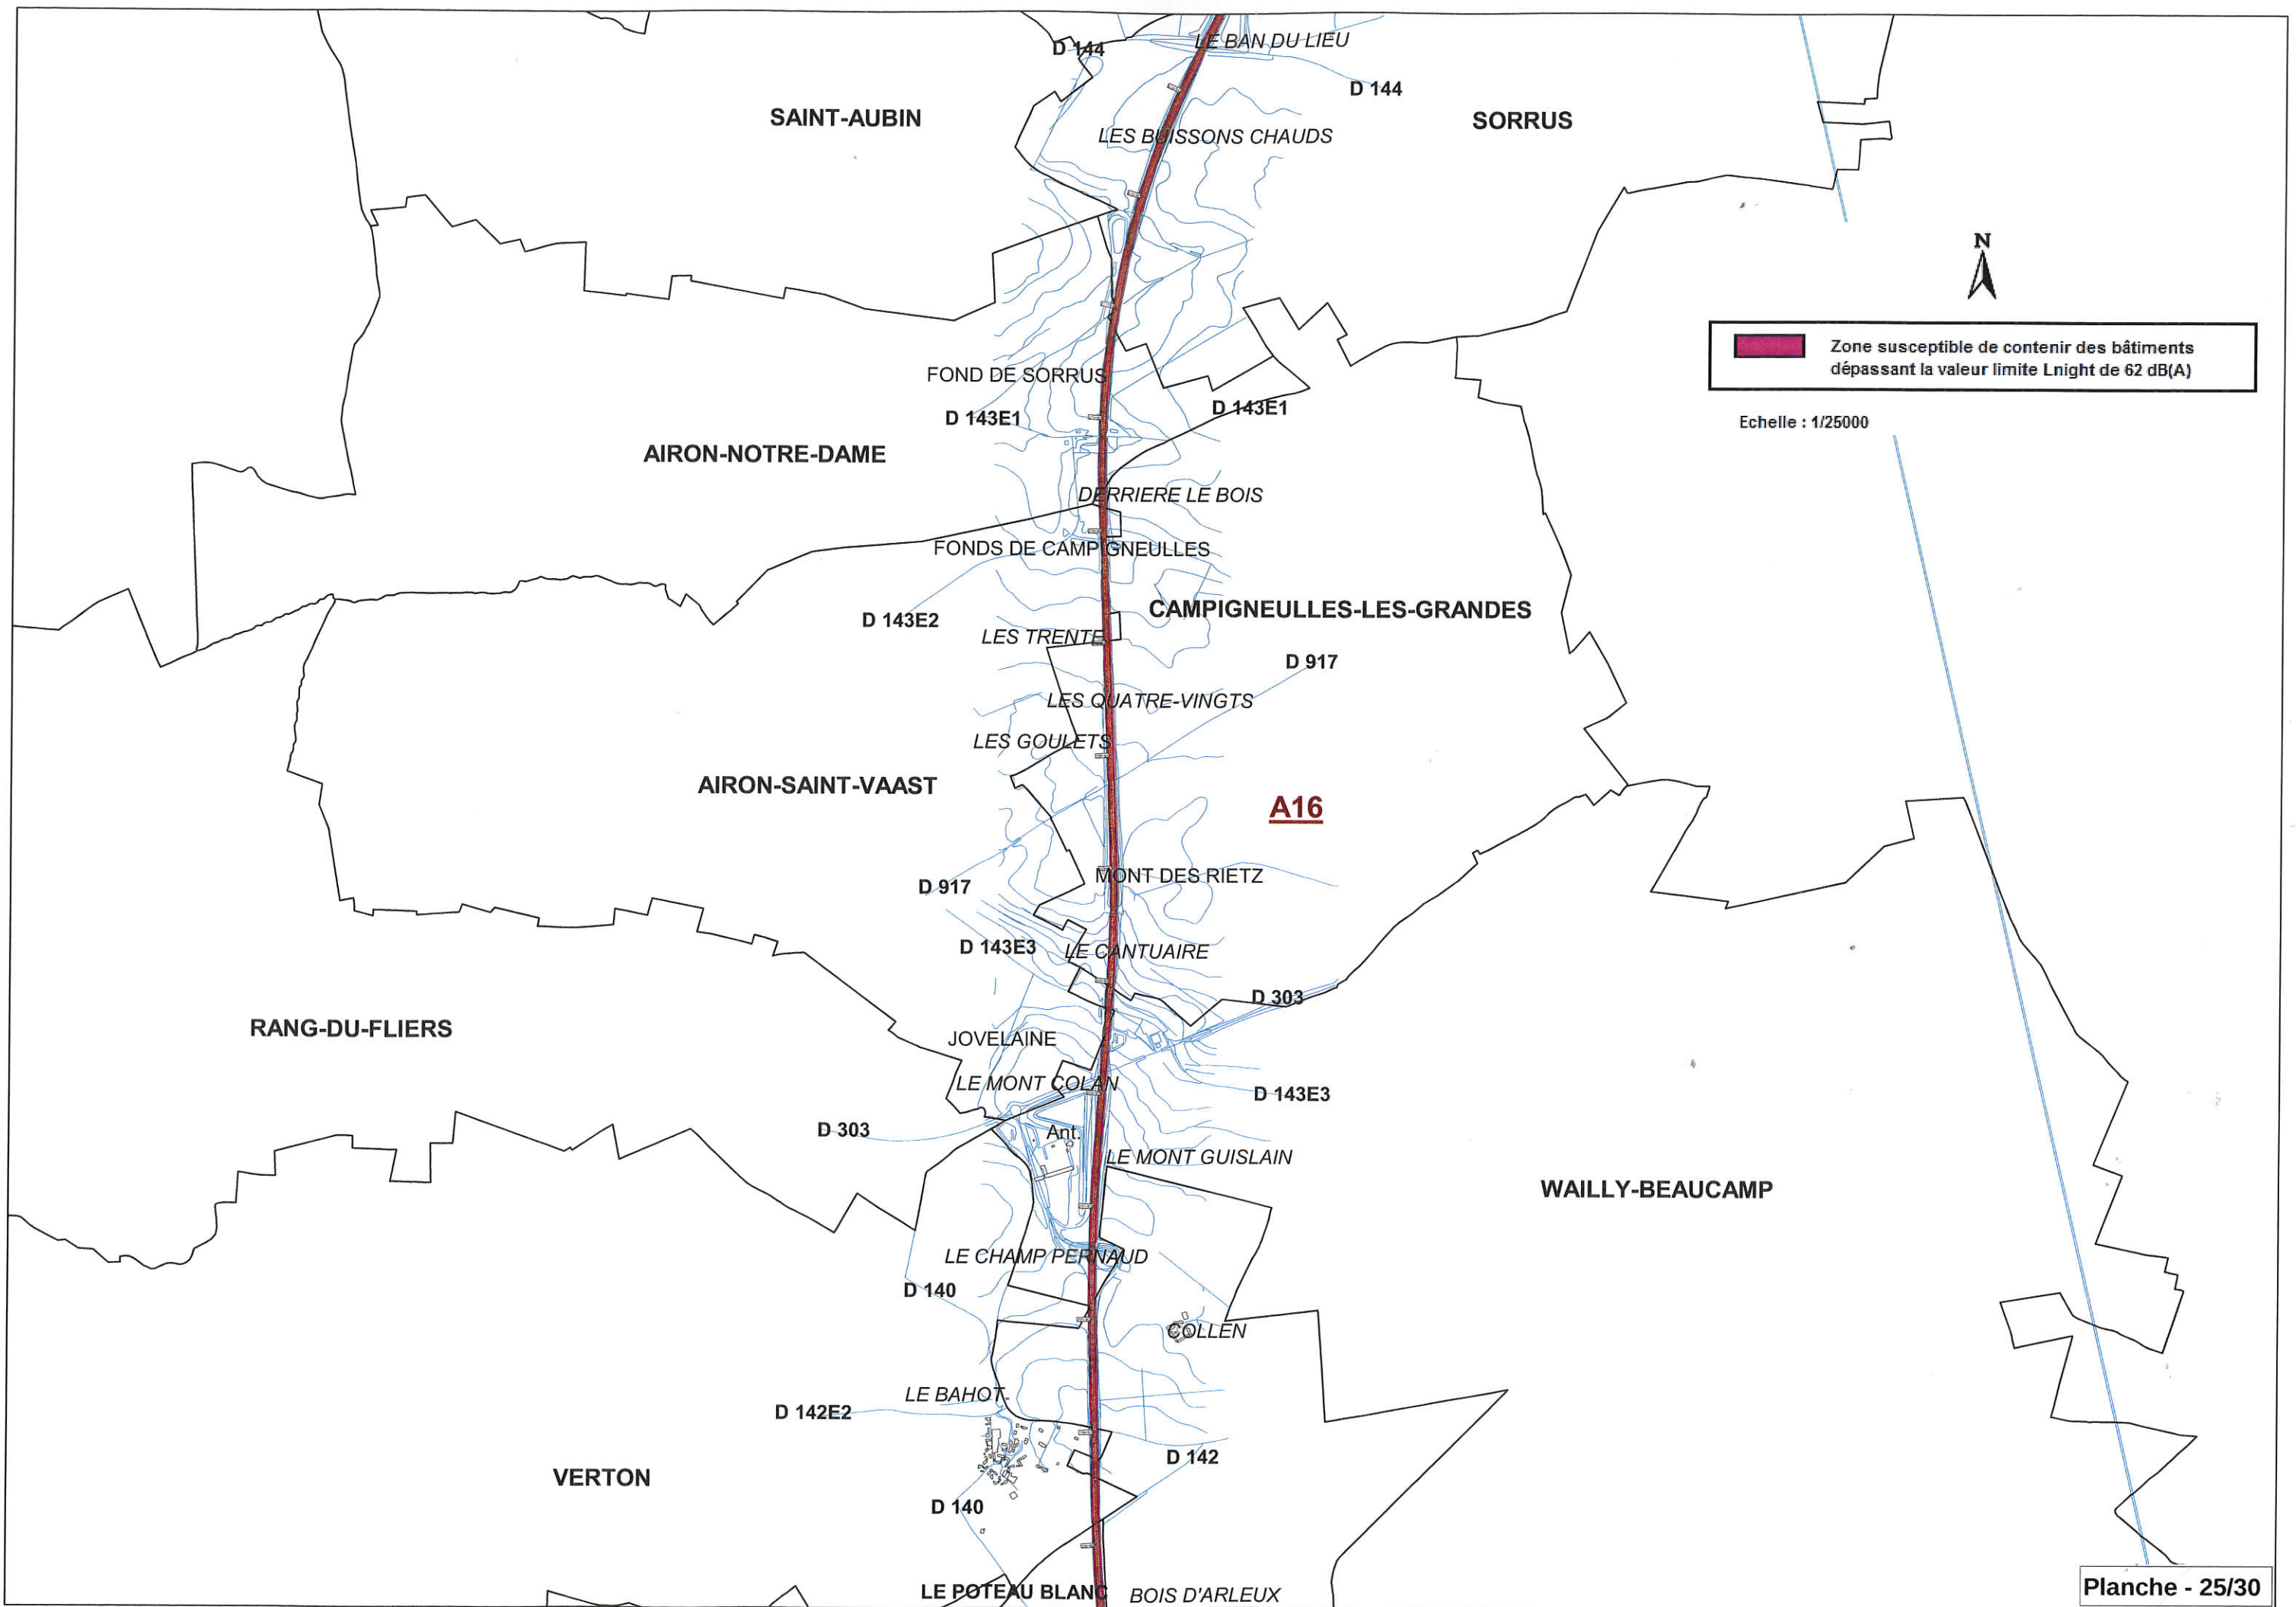 D 144
LE BAN DU LIEU
D 144
SAINT-AUBIN
SORRUS
LES BUISSONS CHAUDS
N
Zone susceptible de contenir des bâtiments
dépassant la valeur limite Lnight de 62 dB(A)
Echelle : 1/25000
FOND DE SORRUS
D 143E1
D 143E1
AIRON-NOTRE-DAME
DERRIERE LE BOIS
FONDS DE CAMPIGNEULLES
CAMPIGNEULLES-LES-GRANDES
D 143E2
LES TRENTE
D 917
LES QUATRE-VINGTS
LES GOULETS
AIRON-SAINT-VAAST
A16
MONT DES RIETZ
D 917
D 143E3
LE CANTUAIRE
D 303
RANG-DU-FLIERS
JOVELAINE
LE MONT COLAN
D 143E3
D 303
Ant.
LE MONT GUISLAIN
WAILLY-BEAUCAMP
LE CHAMP PERNAUD
D 140
COLLEN
LE BAHOT
D 142E2
D 142
VERTON
D 140
LE POTEAU BLANC
BOIS D'ARLEUX
Planche - 25/30